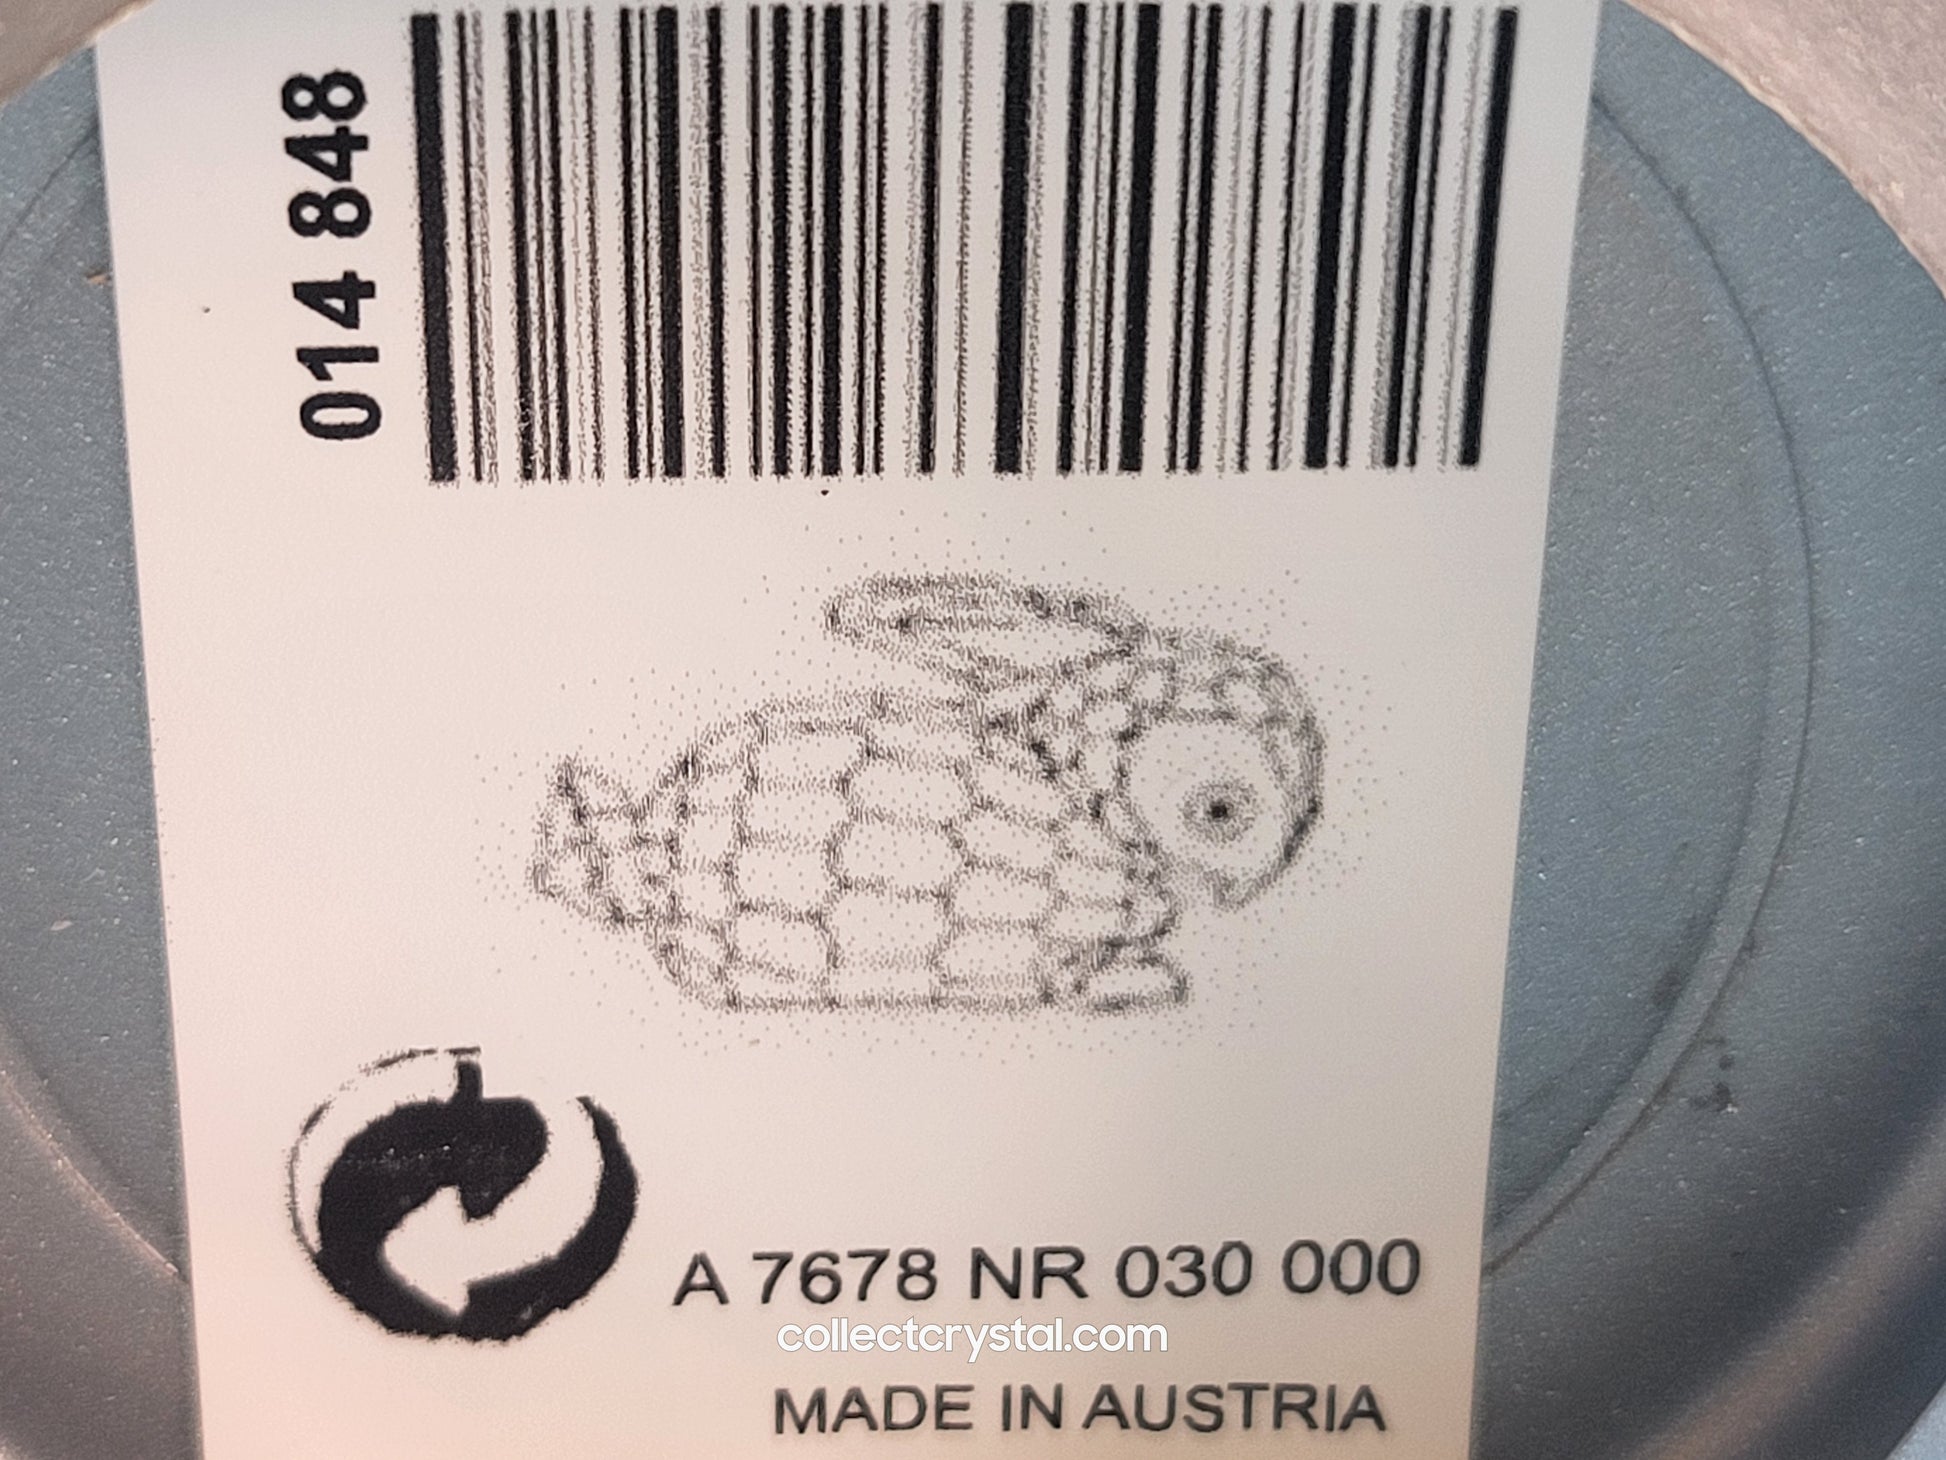 014 848
A 7678 NR 030 000
collectcrystal.com
MADE IN AUSTRIA